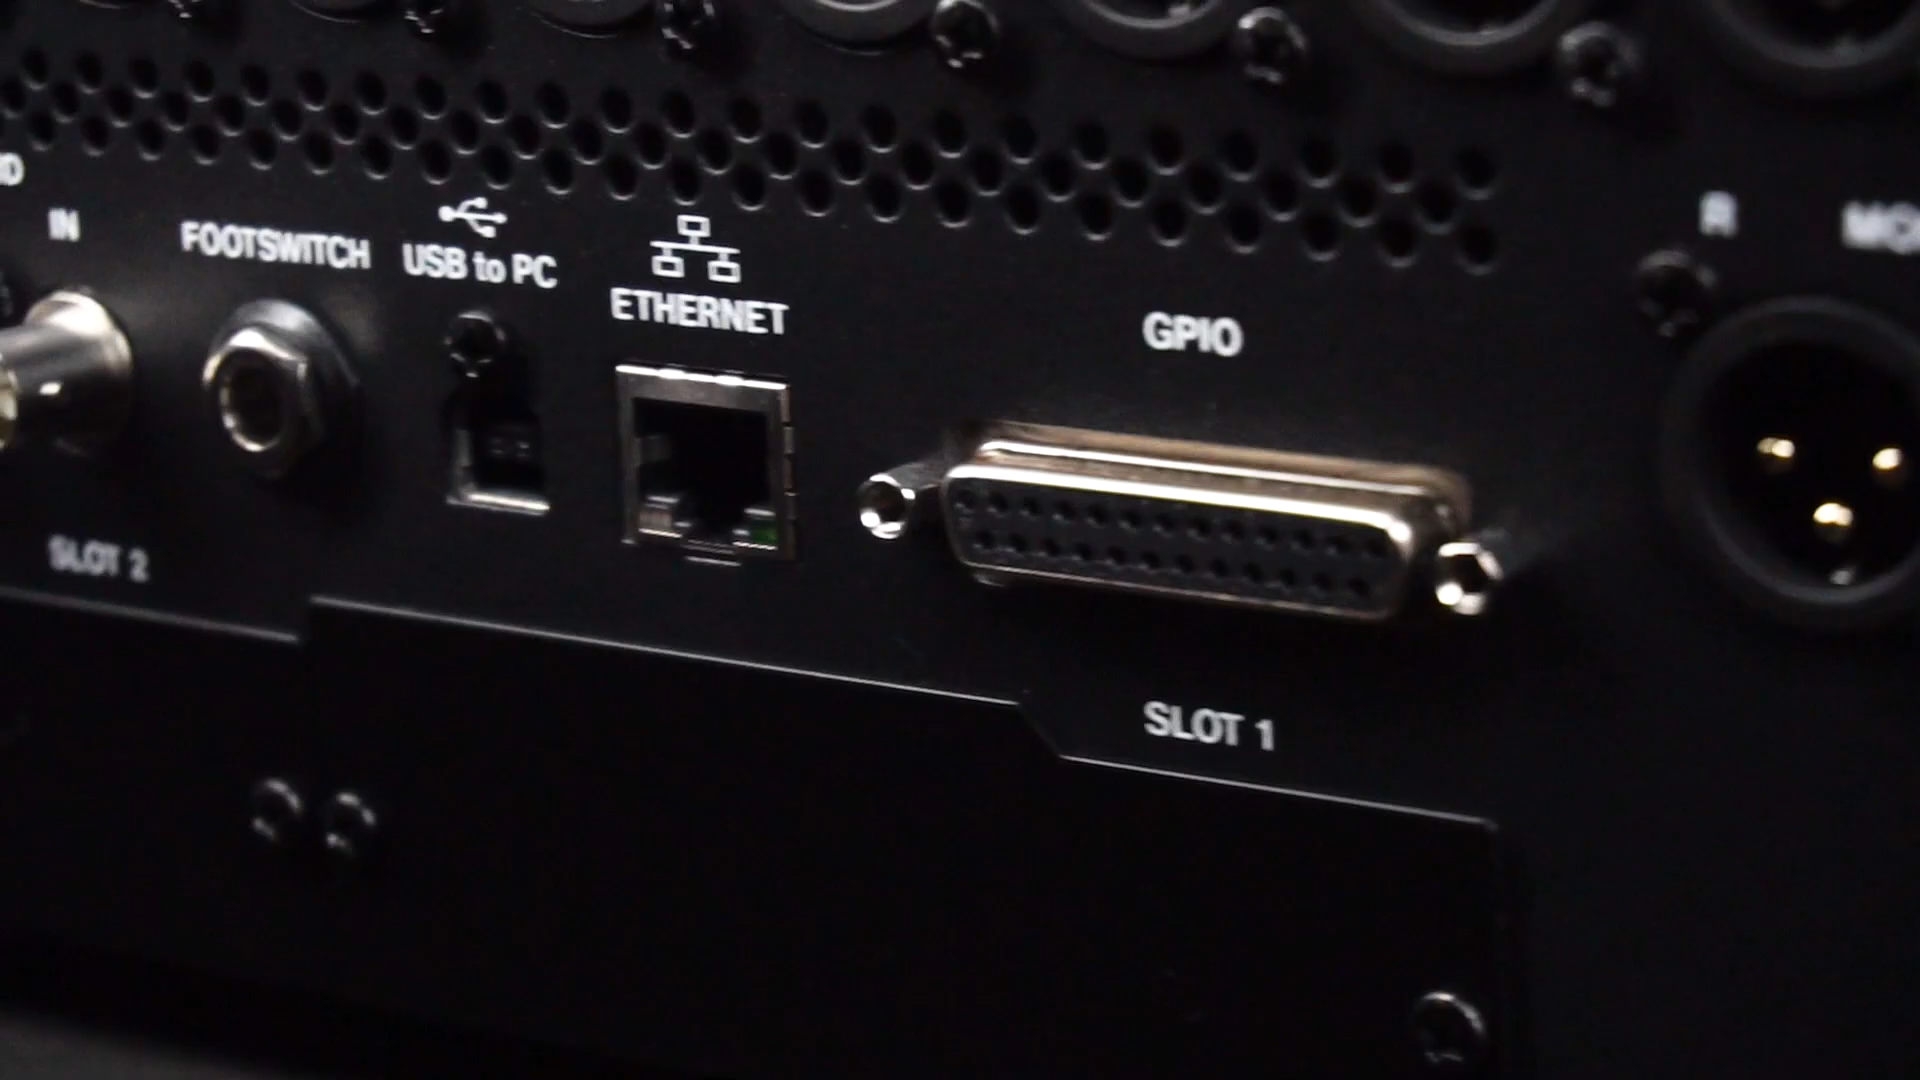 IN
FOOTSWITCH
USB to PC
ETHERNET
GPIO
R
SLOT 2
SLOT 1